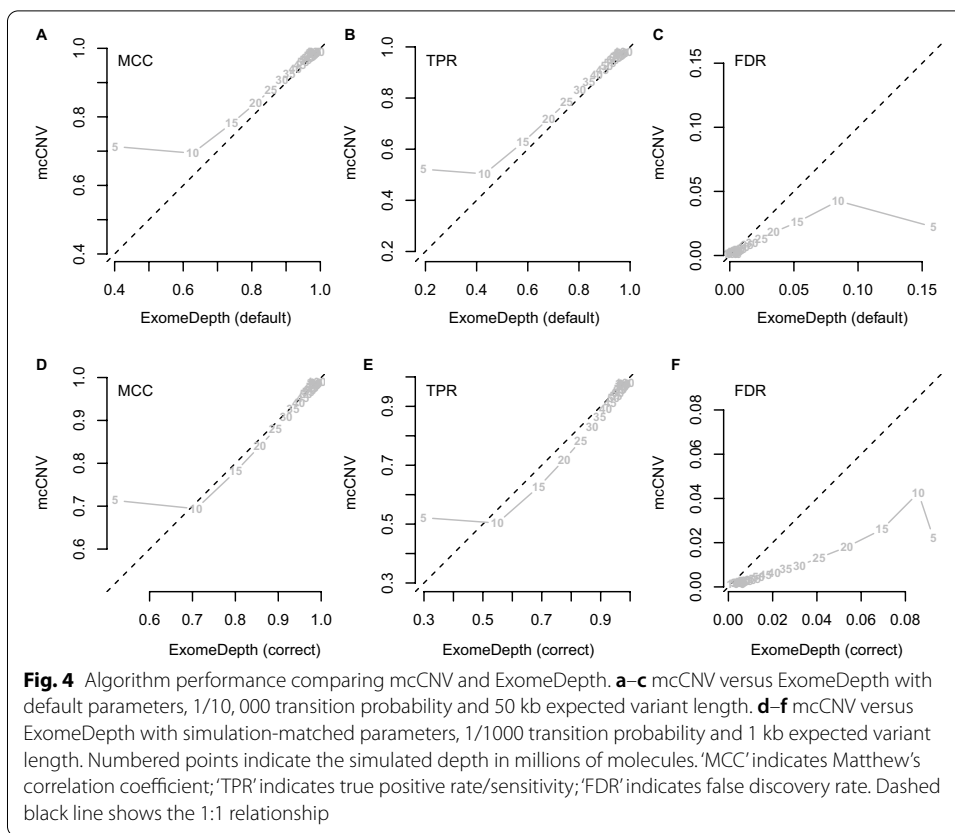 A
MCC
mcCNV
0.4 0.6 0.8 1.0
5
10
15
20
25
30
35
0.4 0.6 0.8 1.0
ExomeDepth (default)
B
TPR
mcCNV
0.2 0.4 0.6 0.8 1.0
5
10
15
20
25
30
35
0.2 0.4 0.6 0.8 1.0
ExomeDepth (default)
C
FDR
mcCNV
0.00 0.05 0.10 0.15
5
10
15
20
25
0.00 0.05 0.10 0.15
ExomeDepth (default)
D
MCC
mcCNV
0.6 0.7 0.8 0.9 1.0
5
10
15
20
25
30
35
0.6 0.7 0.8 0.9 1.0
ExomeDepth (correct)
E
TPR
mcCNV
0.3 0.5 0.7 0.9
5
10
15
20
25
30
35
40
0.3 0.5 0.7 0.9
ExomeDepth (correct)
F
FDR
mcCNV
0.00 0.02 0.04 0.06 0.08
5
10
15
20
25
30
35
40
0.00 0.02 0.04 0.06 0.08
ExomeDepth (correct)
Fig. 4 Algorithm performance comparing mcCNV and ExomeDepth. a–c mcCNV versus ExomeDepth with
default parameters, 1/10, 000 transition probability and 50 kb expected variant length. d–f mcCNV versus
ExomeDepth with simulation-matched parameters, 1/1000 transition probability and 1 kb expected variant
length. Numbered points indicate the simulated depth in millions of molecules. ‘MCC’ indicates Matthew’s
correlation coefficient; ‘TPR’ indicates true positive rate/sensitivity; ‘FDR’ indicates false discovery rate. Dashed
black line shows the 1:1 relationship